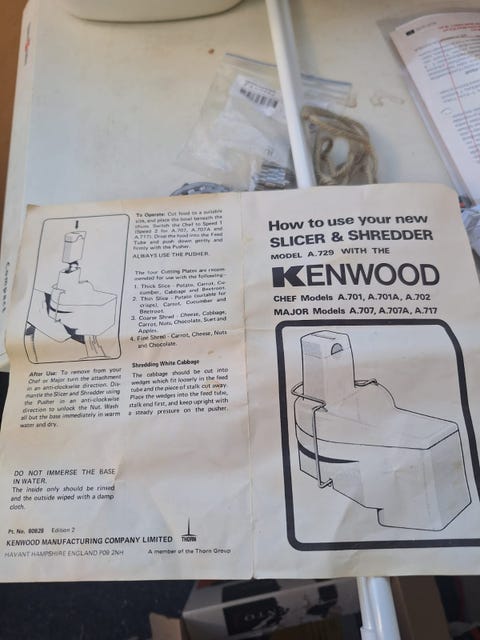 To Operate: Cut food to a suitable
size, and place the bowl beneath the
chute. Switch the Chef to Speed 1
(Speed 2 for A.707, A.707A and
A.717). Drop the food into the Feed
Tube and push down gently and
firmly with the Pusher.
ALWAYS USE THE PUSHER.
The four Cutting Plates are recom-
mended for use with the following:-
1. Thick Slice - Potato, Carrot, Cu-
cumber, Cabbage and Beetroot.
2. Thin Slice - Potato (suitable for
crisps), Carrot, Cucumber and
Beetroot.
3. Coarse Shred - Cheese, Cabbage,
Carrot, Nuts, Chocolate, Suet and
Apples.
4. Fine Shred - Carrot, Cheese, Nuts
and Chocolate.
After Use: To remove from your
Chef or Major turn the attachment
in an anti-clockwise direction. Dis-
mantle the Slicer and Shredder using
the Pusher in an anti-clockwise
direction to unlock the Nut. Wash
all but the base immediately in warm
water and dry.
Shredding White Cabbage
The cabbage should be cut into
wedges which fit loosely in the feed
tube and the piece of stalk cut away.
Place the wedges into the feed tube,
stalk end first, and keep upright with
a steady pressure on the pusher.
DO NOT IMMERSE THE BASE
IN WATER.
The inside only should be rinsed
and the outside wiped with a damp
cloth.
Pt. No. 60828 Edition 2
KENWOOD MANUFACTURING COMPANY LIMITED
HAVANT HAMPSHIRE ENGLAND PO9 2NH
THORN
A member of the Thorn Group
How to use your new
SLICER & SHREDDER
MODEL A.729 WITH THE
KENWOOD
CHEF Models A.701, A.701A, A.702
MAJOR Models A.707, A.707A, A.717